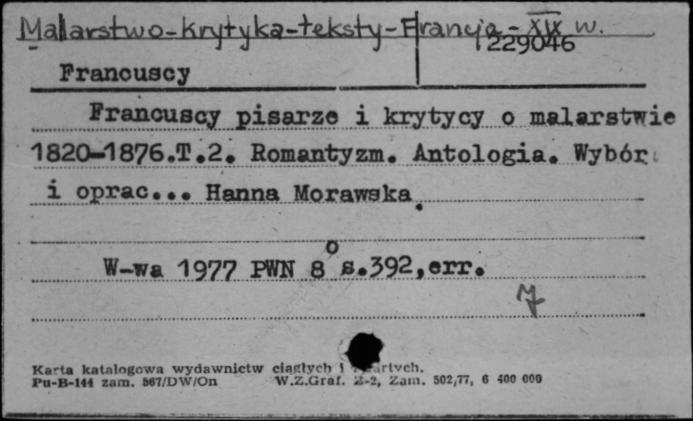 Malarstwo-krytyka-teksty-Francja-XIX w.
229046
Francuscy
Francuscy pisarze i krytycy o malarstwie
1820-1876.T.2. Romantyzm. Antologia. Wybór
i oprac... Hanna Morawska.
W-wa 1977 PWN 8° s.392,err.
Karta katalogowa wydawnictw ciągłych i
Pu-B-144 zam. 567/DW/On W.Z.Graf. Z-2, Zam. 502,77, 6 400 000